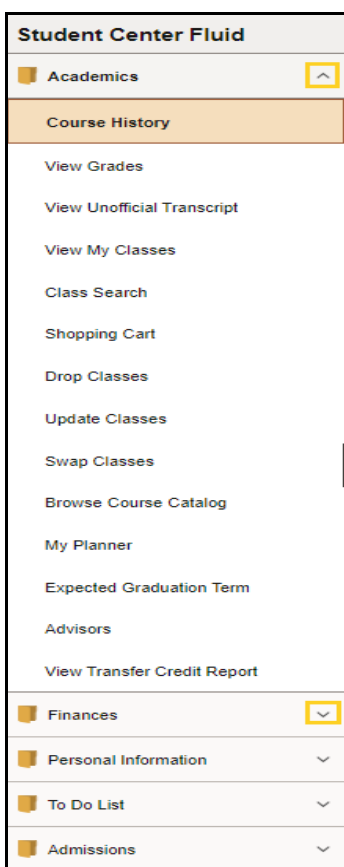 Student Center Fluid
Academics
Course History
View Grades
View Unofficial Transcript
View My Classes
Class Search
Shopping Cart
Drop Classes
Update Classes
Swap Classes
Browse Course Catalog
My Planner
Expected Graduation Term
Advisors
View Transfer Credit Report
Finances
Personal Information
To Do List
Admissions